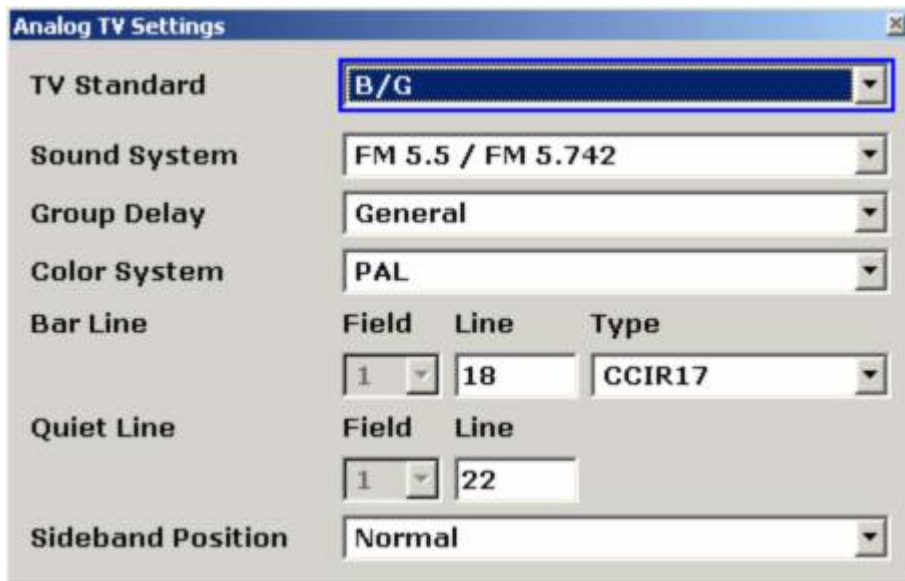 Analog TV Settings
TV Standard B/G
Sound System FM 5.5 / FM 5.742
Group Delay General
Color System PAL
Bar Line Field Line Type
1 18 CCIR17
Quiet Line Field Line
1 22
Sideband Position Normal